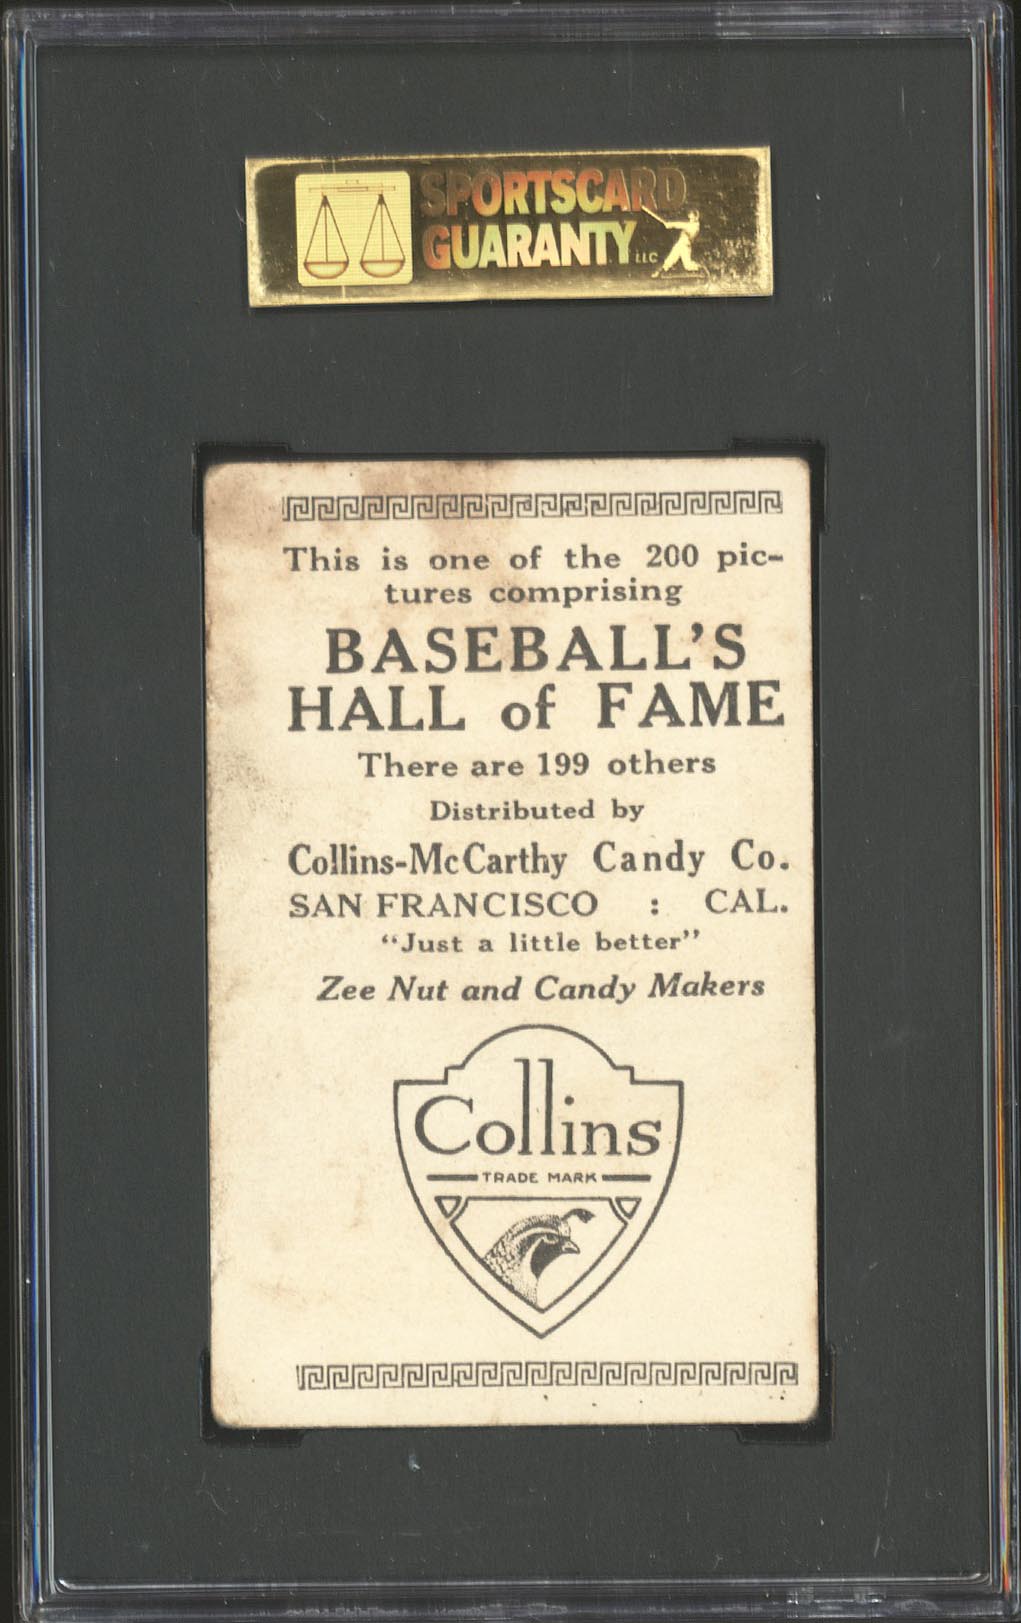 SPORTSCARD
GUARANTY LLC
This is one of the 200 pic-
tures comprising
BASEBALL'S
HALL of FAME
There are 199 others
Distributed by
Collins-McCarthy Candy Co.
SAN FRANCISCO : CAL.
"Just a little better"
Zee Nut and Candy Makers
Collins
TRADE MARK